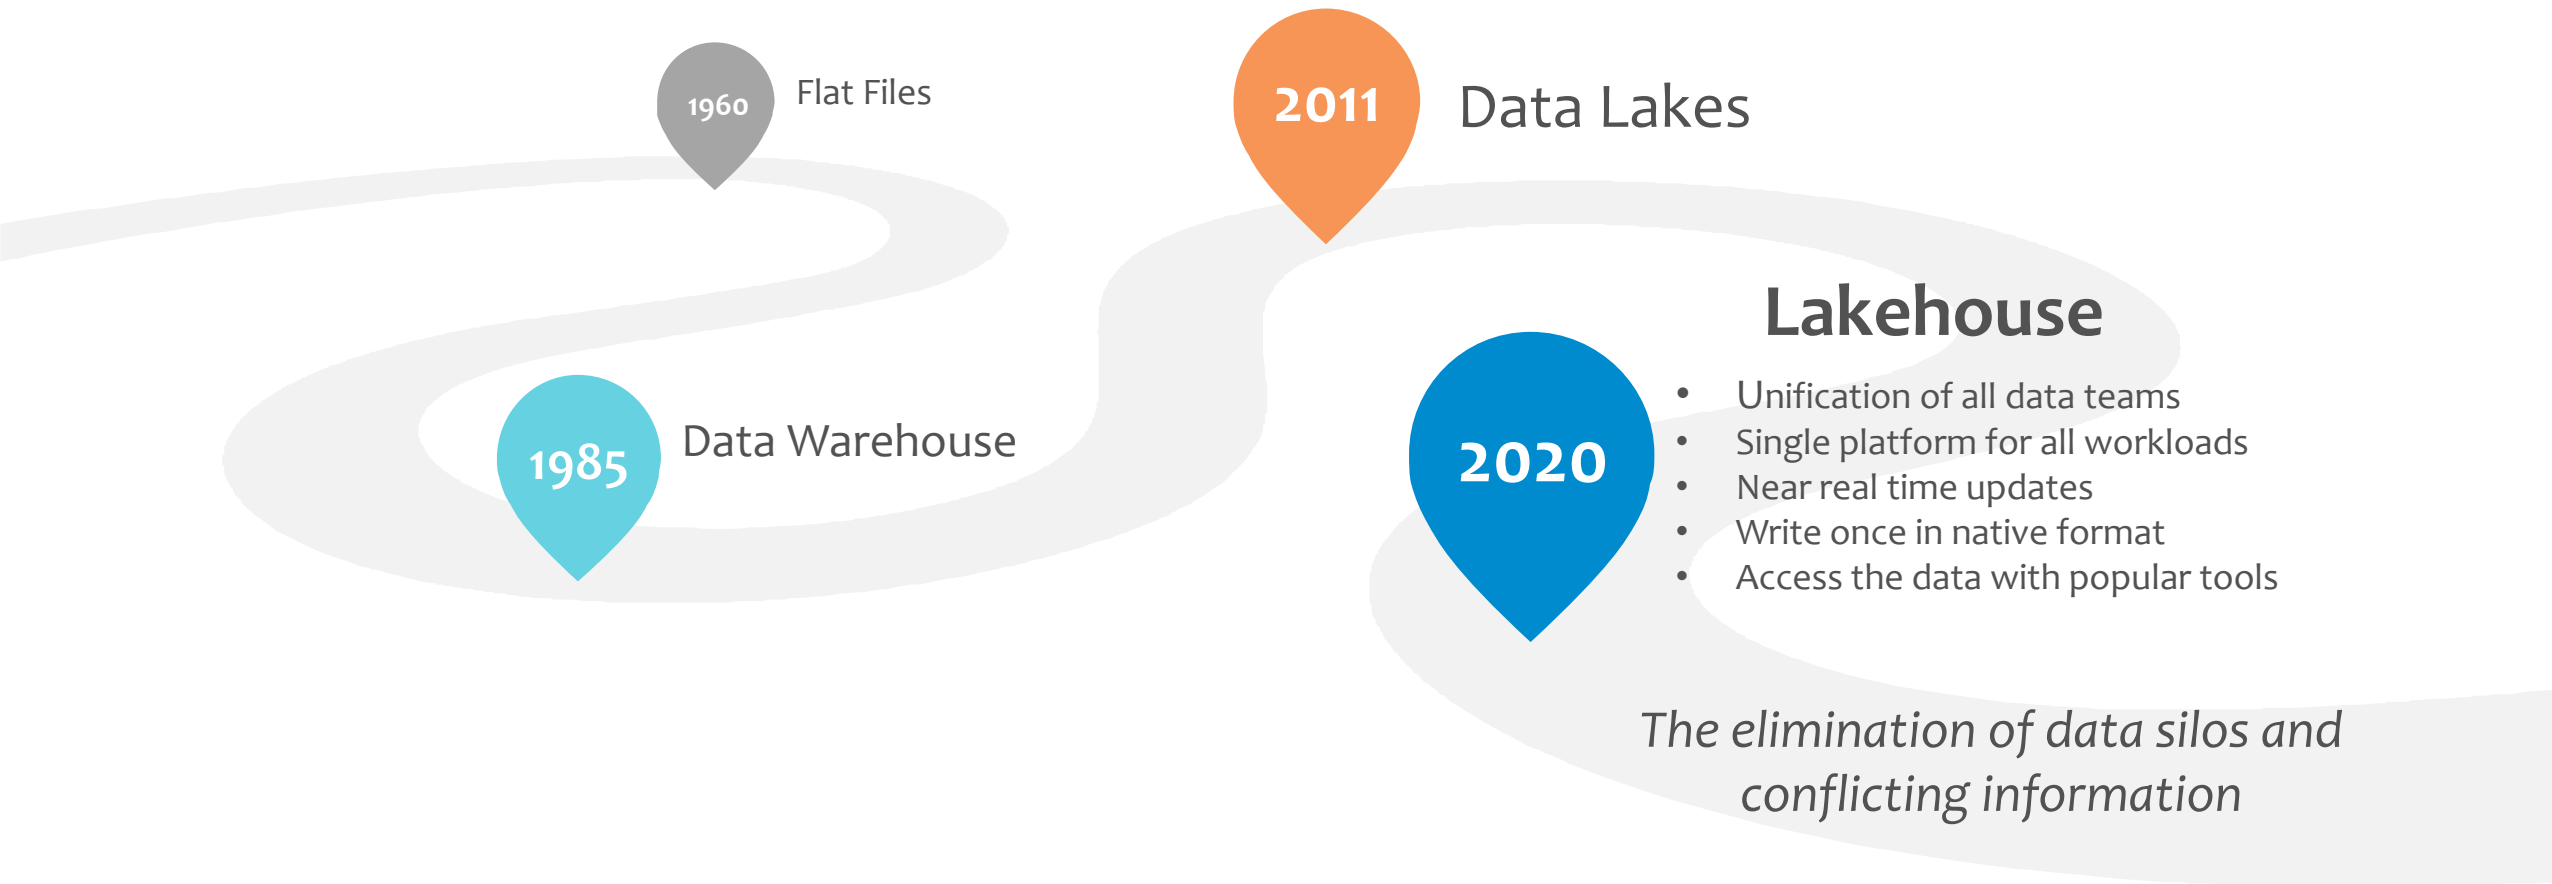 1960
Flat Files
1985
Data Warehouse
2011
Data Lakes
2020
Lakehouse
• Unification of all data teams
• Single platform for all workloads
• Near real time updates
• Write once in native format
• Access the data with popular tools
The elimination of data silos and
conflicting information